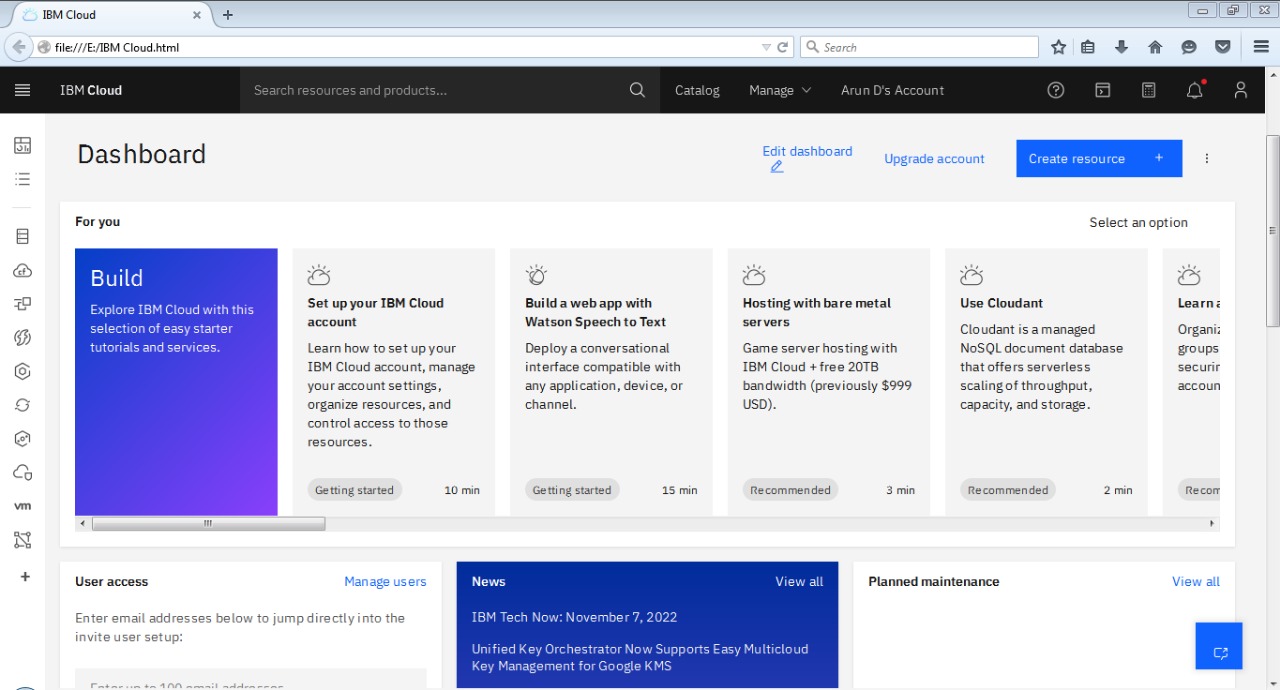 IBM Cloud
file:///E:/IBM Cloud.html
Search
IBM Cloud
Search resources and products...
Catalog
Manage
Arun D's Account
Dashboard
Edit dashboard
Upgrade account
Create resource +
For you
Select an option
Build
Explore IBM Cloud with this
selection of easy starter
tutorials and services.
Set up your IBM Cloud
account
Learn how to set up your
IBM Cloud account, manage
your account settings,
organize resources, and
control access to those
resources.
Getting started
10 min
Build a web app with
Watson Speech to Text
Deploy a conversational
interface compatible with
any application, device, or
channel.
Getting started
15 min
Hosting with bare metal
servers
Game server hosting with
IBM Cloud + free 20TB
bandwidth (previously $999
USD).
Recommended
3 min
Use Cloudant
Cloudant is a managed
NoSQL document database
that offers serverless
scaling of throughput,
capacity, and storage.
Recommended
2 min
Learn
groups
vm
User access
Manage users
Enter email addresses below to jump directly into the
invite user setup:
Enter up to 100 email addresses
News
View all
IBM Tech Now: November 7, 2022
Unified Key Orchestrator Now Supports Easy Multicloud
Key Management for Google KMS
Planned maintenance
View all